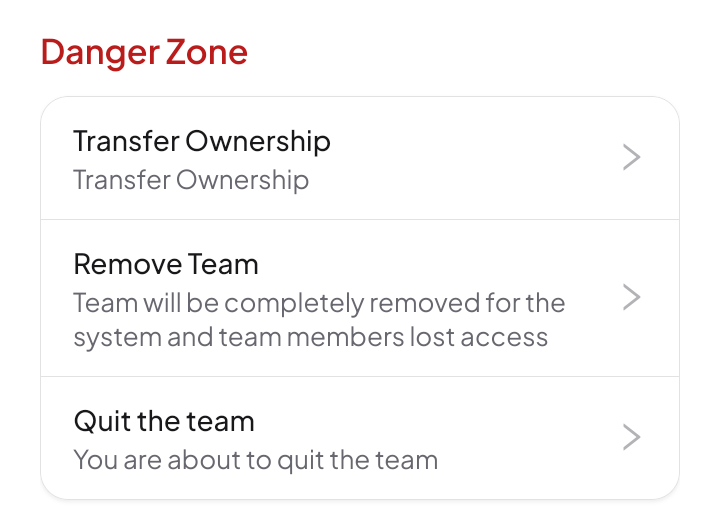 Danger Zone
Transfer Ownership
Transfer Ownership
Remove Team
Team will be completely removed for the
system and team members lost access
Quit the team
You are about to quit the team